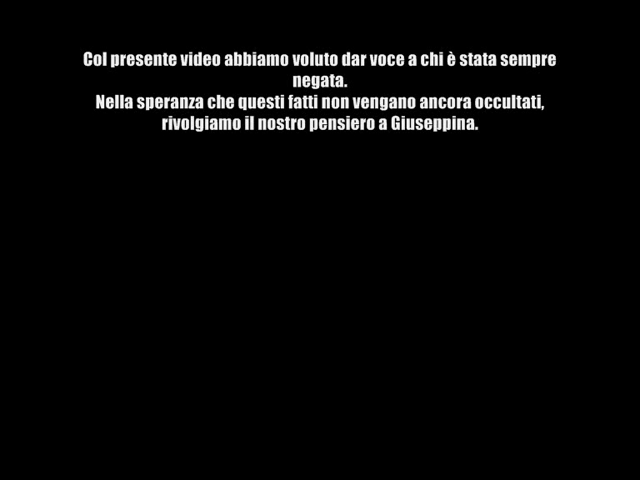 Col presente video abbiamo voluto dar voce a chi è stata sempre
negata.
Nella speranza che questi fatti non vengano ancora occultati,
rivolgiamo il nostro pensiero a Giuseppina.